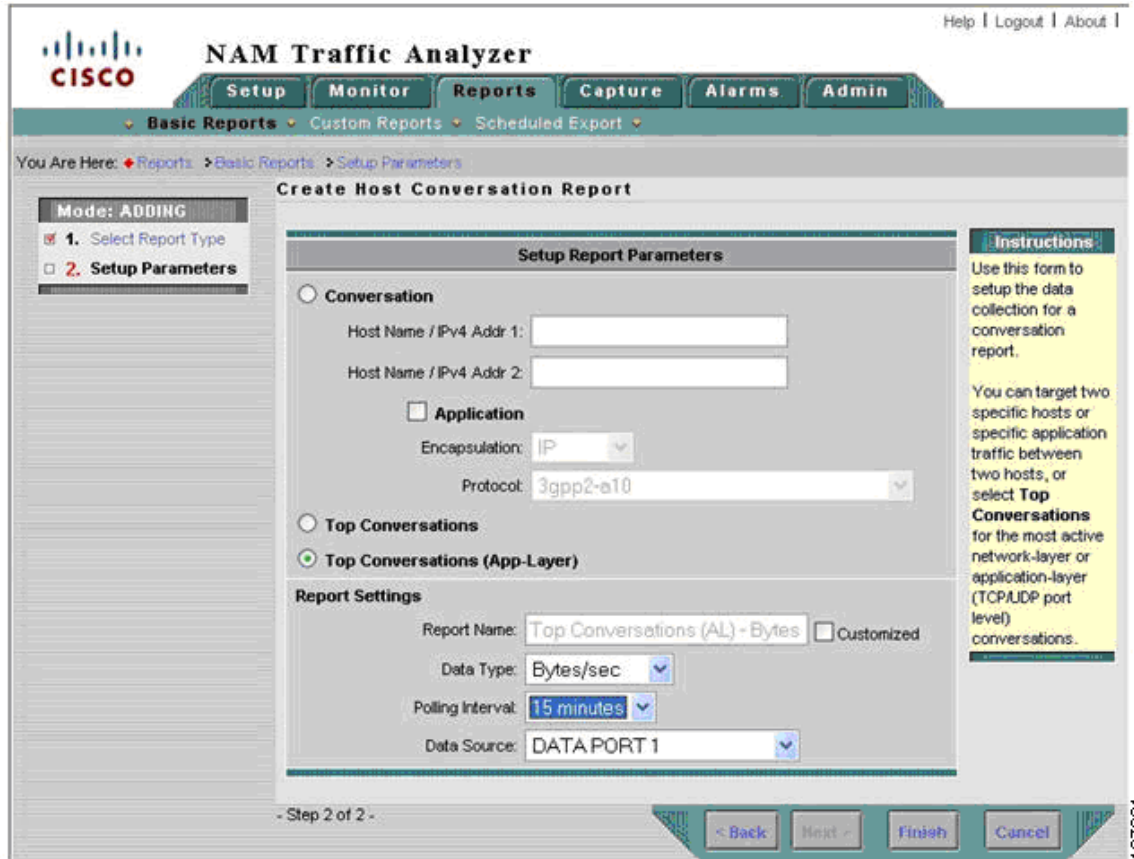 Help | Logout | About |
CISCO
NAM Traffic Analyzer
Setup Monitor Reports Capture Alarms Admin
Basic Reports Custom Reports Scheduled Export
You Are Here: Reports > Basic Reports > Setup Parameters
Mode: ADDING
1. Select Report Type
2. Setup Parameters
Create Host Conversation Report
Setup Report Parameters
Conversation
Host Name / IPv4 Addr 1:
Host Name / IPv4 Addr 2:
Application
Encapsulation: IP
Protocol: 3gpp2-a10
Top Conversations
Top Conversations (App-Layer)
Report Settings
Report Name: Top Conversations (AL) - Bytes Customized
Data Type: Bytes/sec
Polling Interval: 15 minutes
Data Source: DATA PORT 1
Instructions
Use this form to
setup the data
collection for a
conversation
report.
You can target two
specific hosts or
specific application
traffic between
two hosts, or
select Top
Conversations
for the most active
network-layer or
application-layer
(TCP/UDP port
level)
conversations.
- Step 2 of 2 -
< Back Next > Finish Cancel